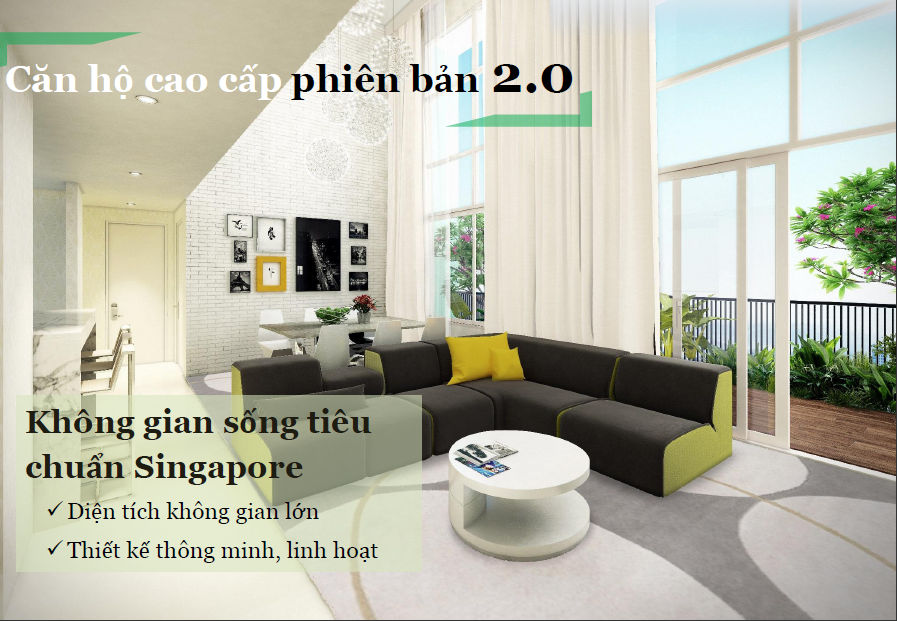 Căn hộ cao cấp phiên bản 2.0
Không gian sống tiêu
chuẩn Singapore
✓ Diện tích không gian lớn
✓ Thiết kế thông minh, linh hoạt